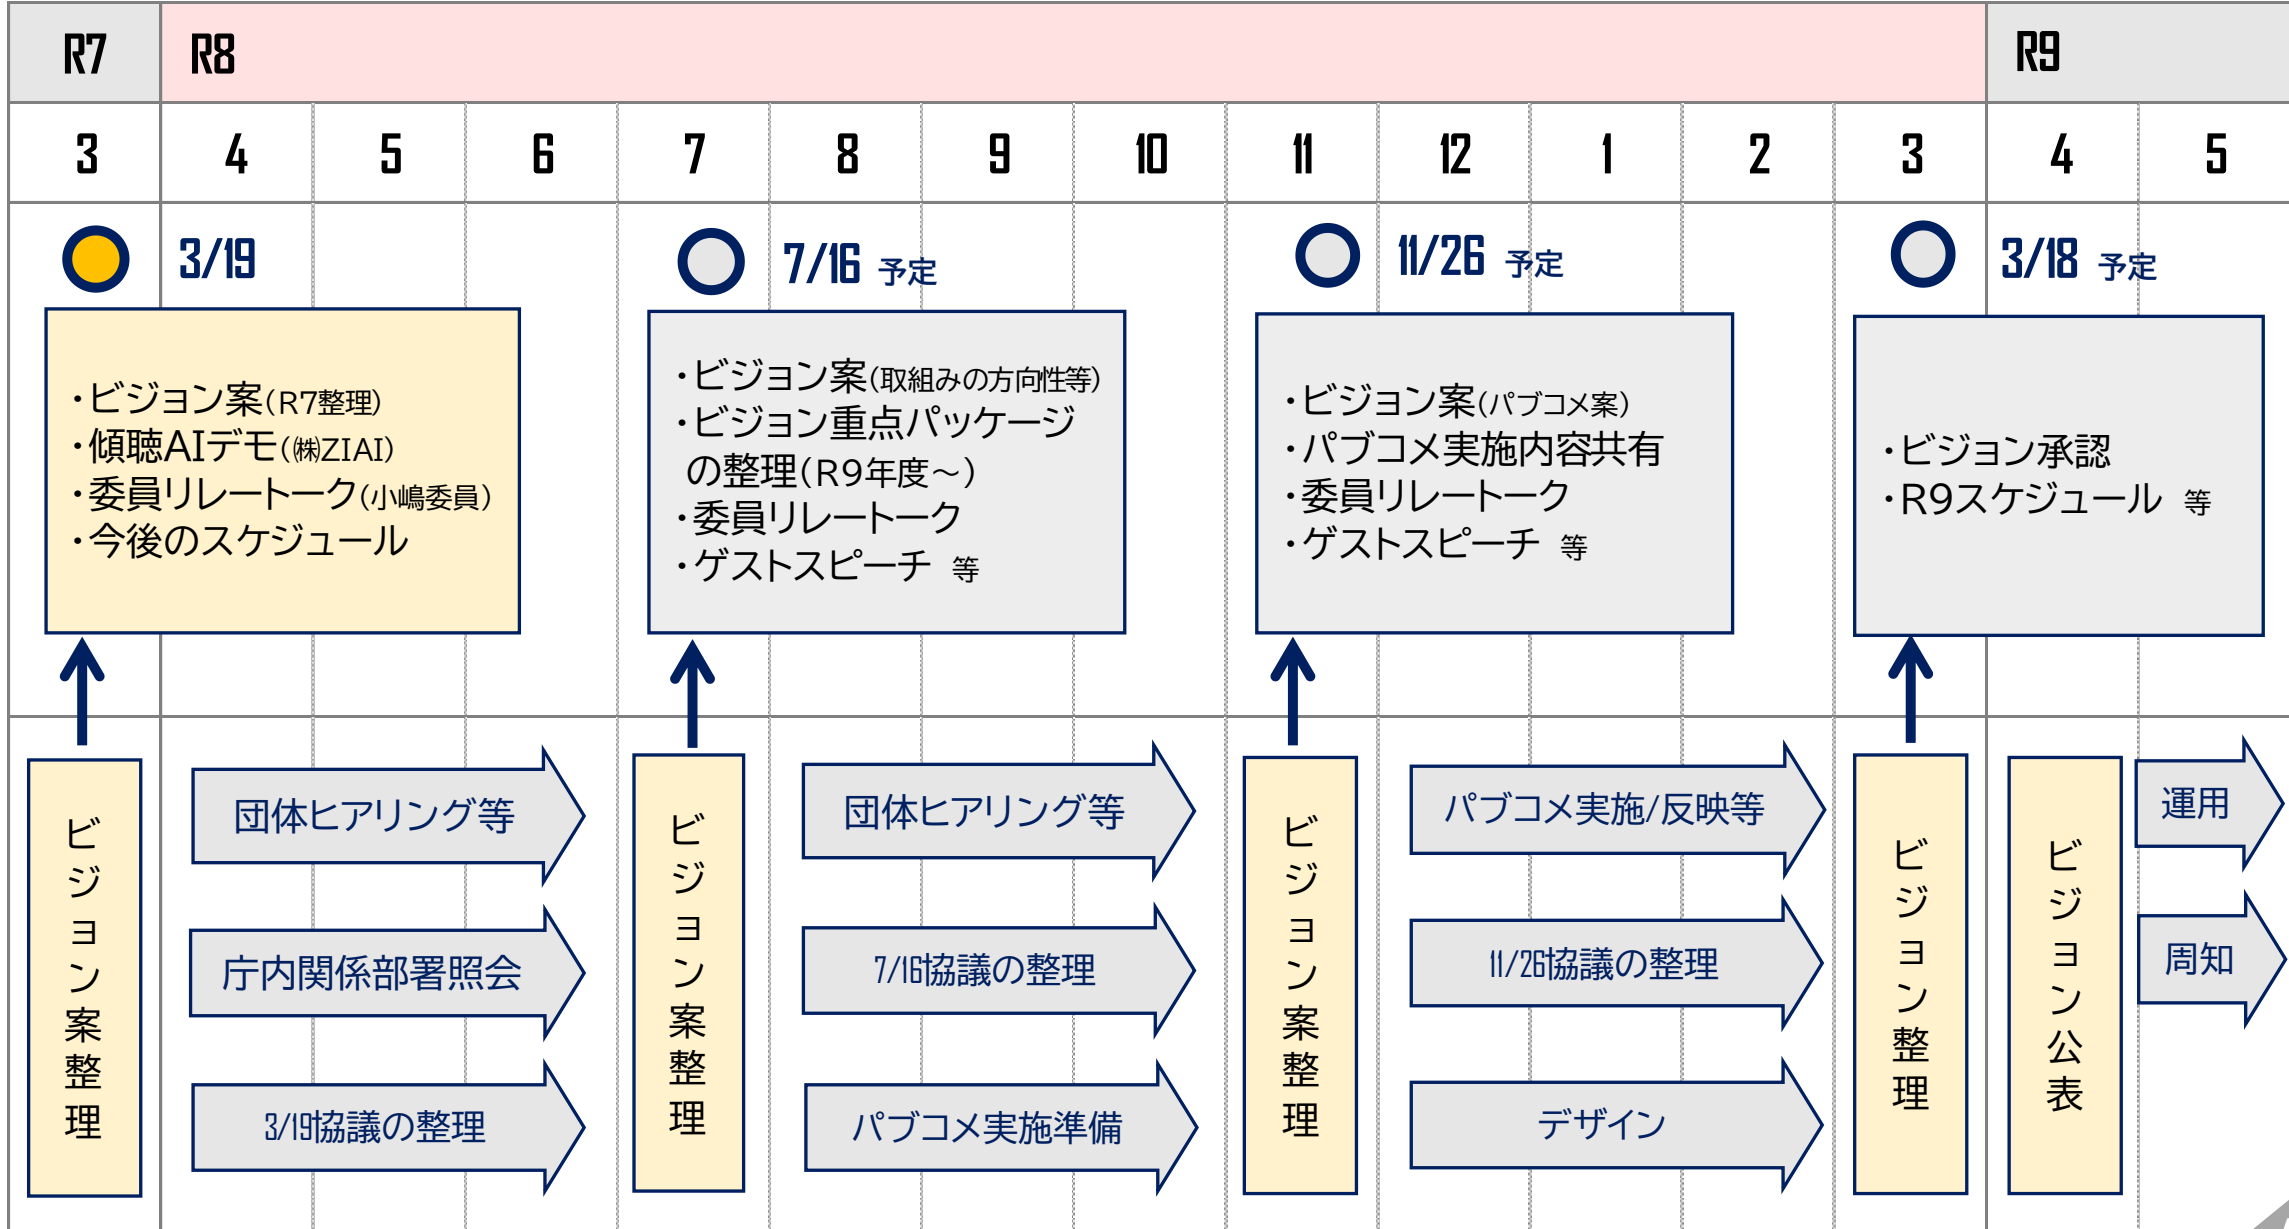 R7 R8 R9
3 4 5 6 7 8 9 10 11 12 1 2 3 4 5
3/19
7/16 予定
11/26 予定
3/18 予定
・ビジョン案(R7整理)
・傾聴AIデモ(㈱ZIAI)
・委員リレートーク(小嶋委員)
・今後のスケジュール
・ビジョン案(取組みの方向性等)
・ビジョン重点パッケージ
の整理(R9年度～)
・委員リレートーク
・ゲストスピーチ 等
・ビジョン案(パブコメ案)
・パブコメ実施内容共有
・委員リレートーク
・ゲストスピーチ 等
・ビジョン承認
・R9スケジュール 等
ビジョン案整理
団体ヒアリング等
庁内関係部署照会
3/19協議の整理
ビジョン案整理
団体ヒアリング等
7/16協議の整理
パブコメ実施準備
ビジョン案整理
パブコメ実施/反映等
11/26協議の整理
デザイン
ビジョン整理
ビジョン公表
運用
周知